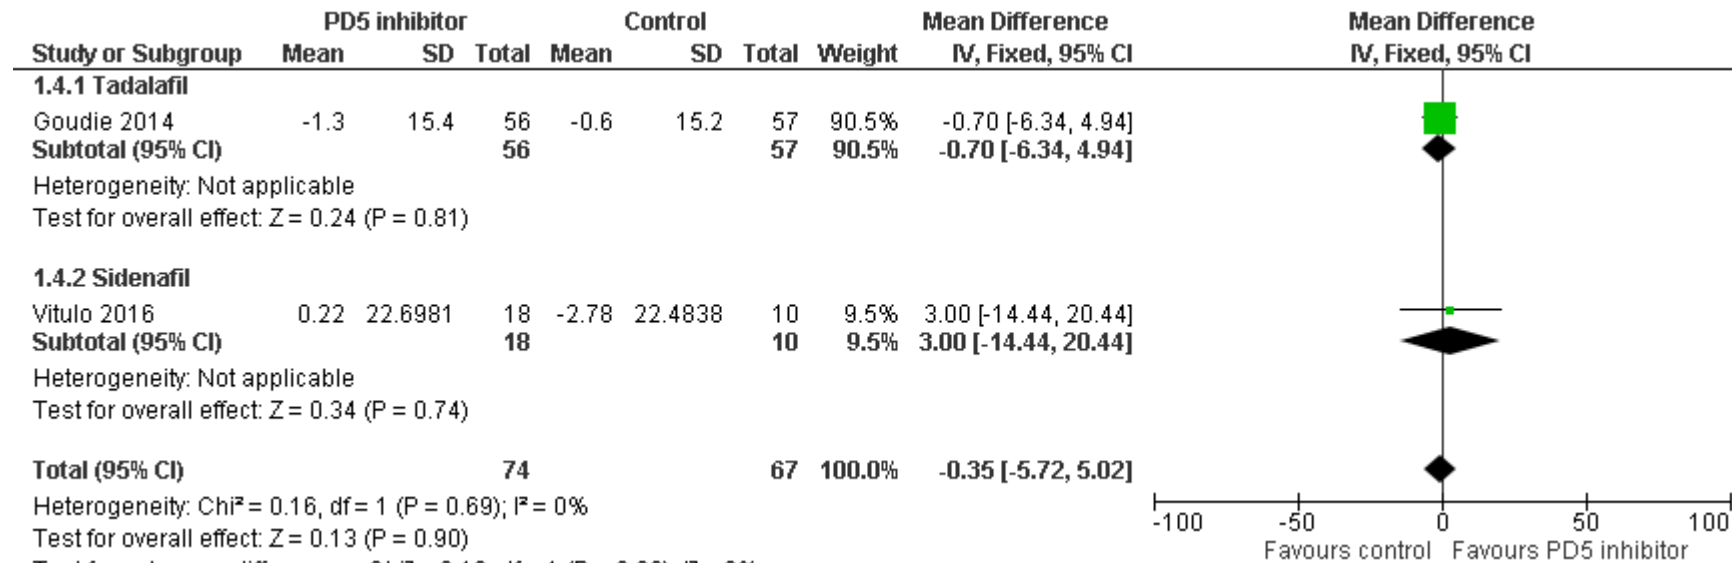 PD5 inhibitor Control Mean Difference Mean Difference
Study or Subgroup Mean SD Total Mean SD Total Weight IV, Fixed, 95% CI IV, Fixed, 95% CI
1.4.1 Tadalafil
Goudie 2014 -1.3 15.4 56 -0.6 15.2 57 90.5% -0.70 [-6.34, 4.94]
Subtotal (95% CI) 56 57 90.5% -0.70 [-6.34, 4.94]
Heterogeneity: Not applicable
Test for overall effect: Z = 0.24 (P = 0.81)
1.4.2 Sidenafil
Vitulo 2016 0.22 22.6981 18 -2.78 22.4838 10 9.5% 3.00 [-14.44, 20.44]
Subtotal (95% CI) 18 10 9.5% 3.00 [-14.44, 20.44]
Heterogeneity: Not applicable
Test for overall effect: Z = 0.34 (P = 0.74)
Total (95% CI) 74 67 100.0% -0.35 [-5.72, 5.02]
Heterogeneity: Chi² = 0.16, df = 1 (P = 0.69); I² = 0%
Test for overall effect: Z = 0.13 (P = 0.90)
-100 -50 0 50 100
Favours control Favours PD5 inhibitor